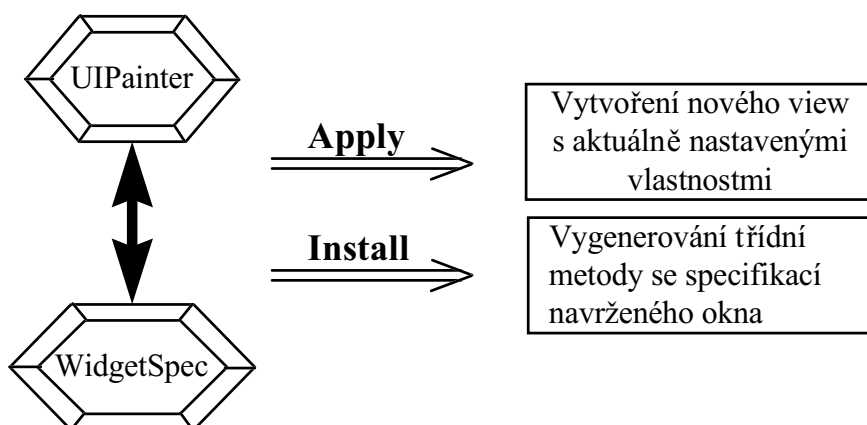 UIPainter
Apply
Vytvoření nového view
s aktuálně nastavenými
vlastnostmi
Install
Vygenerování třídní
metody se specifikací
navrženého okna
WidgetSpec